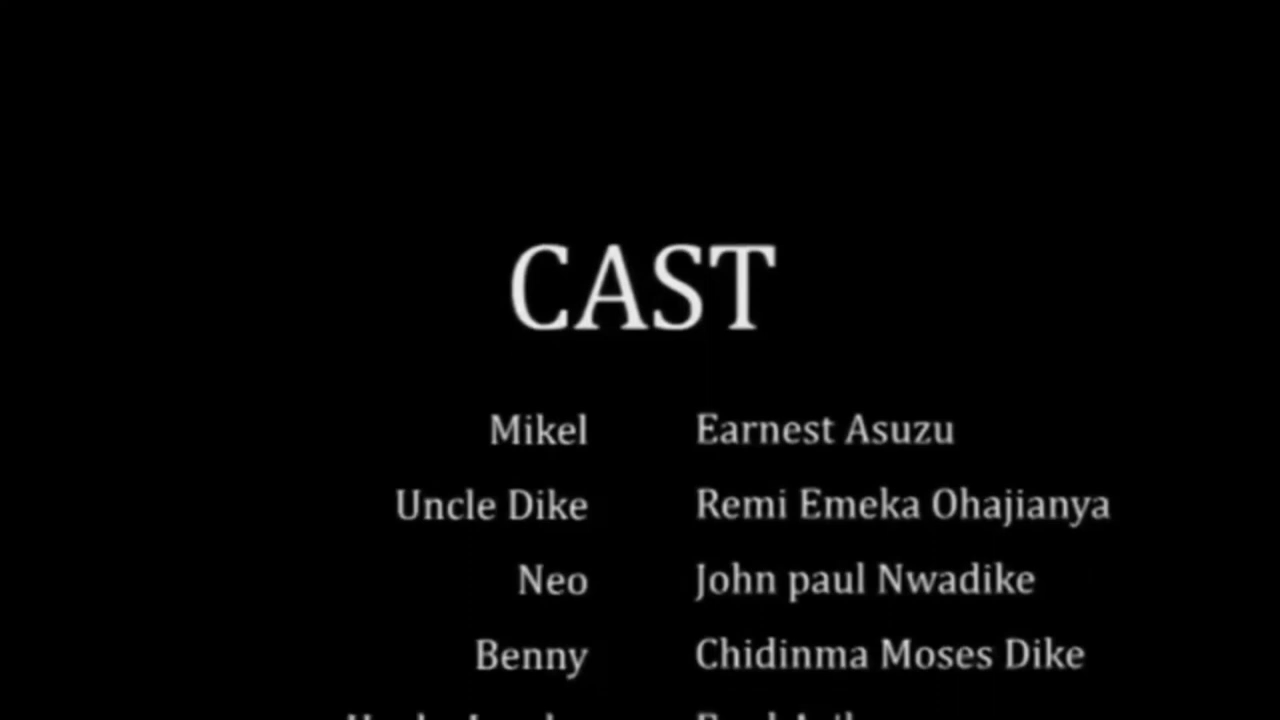 CAST
Mikel Earnest Asuzu
Uncle Dike Remi Emeka Ohajianya
Neo John paul Nwadike
Benny Chidinma Moses Dike